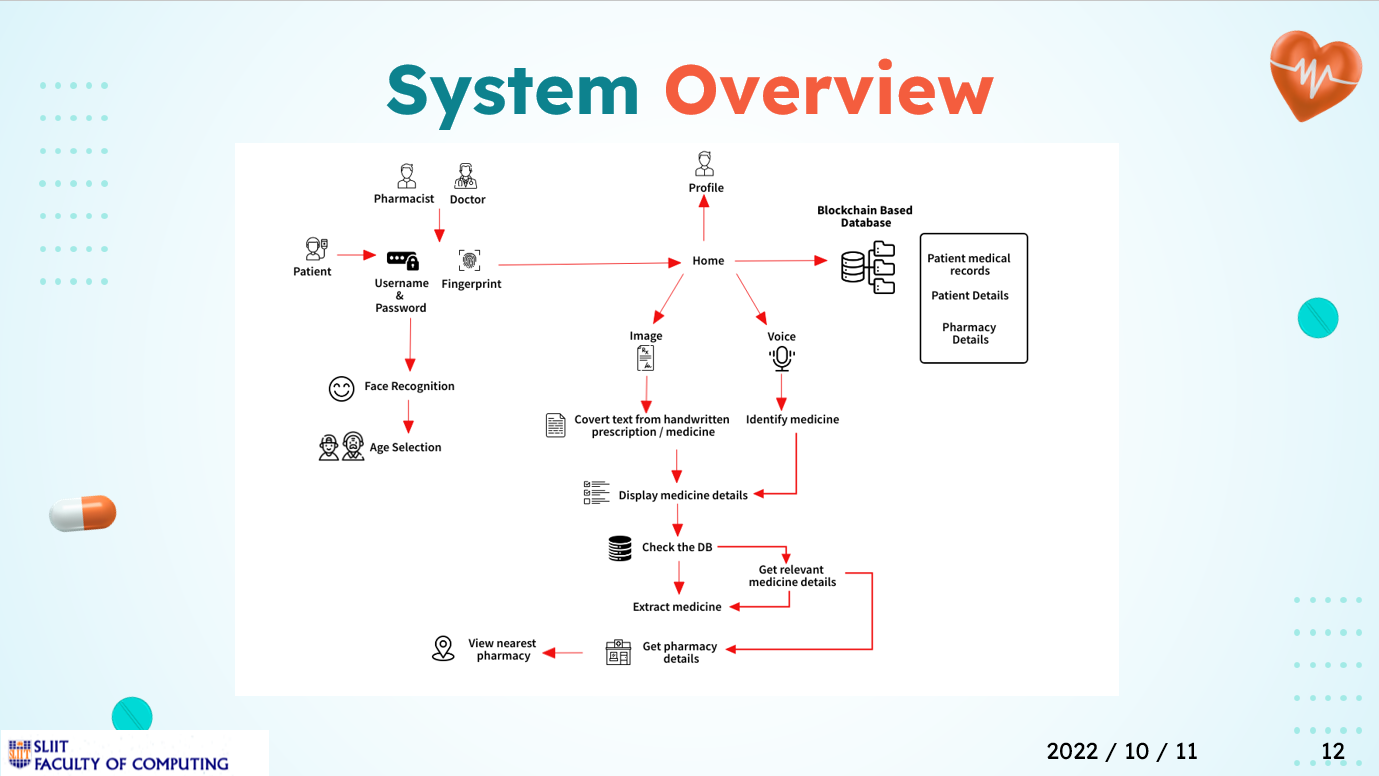 System Overview
Pharmacist
Doctor
Patient
Username
&
Password
Fingerprint
Face Recognition
Age Selection
Profile
Home
Blockchain Based
Database
Patient medical
records
Patient Details
Pharmacy
Details
Image
Voice
Covert text from handwritten
prescription / medicine
Identify medicine
Display medicine details
Check the DB
Get relevant
medicine details
Extract medicine
Get pharmacy
details
View nearest
pharmacy
SLIIT
FACULTY OF COMPUTING
2022 / 10 / 11
12